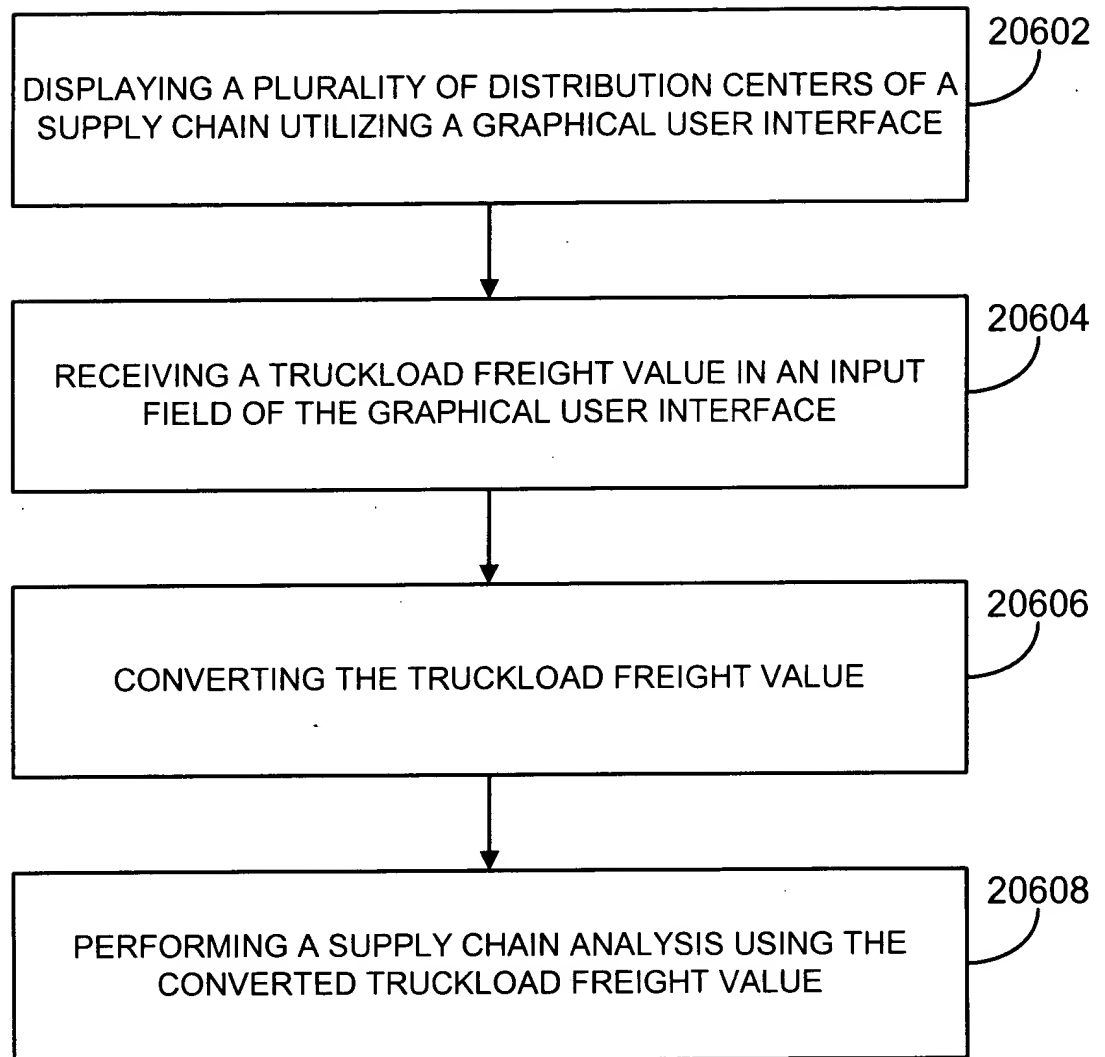 20602
DISPLAYING A PLURALITY OF DISTRIBUTION CENTERS OF A
SUPPLY CHAIN UTILIZING A GRAPHICAL USER INTERFACE
20604
RECEIVING A TRUCKLOAD FREIGHT VALUE IN AN INPUT
FIELD OF THE GRAPHICAL USER INTERFACE
20606
CONVERTING THE TRUCKLOAD FREIGHT VALUE
20608
PERFORMING A SUPPLY CHAIN ANALYSIS USING THE
CONVERTED TRUCKLOAD FREIGHT VALUE